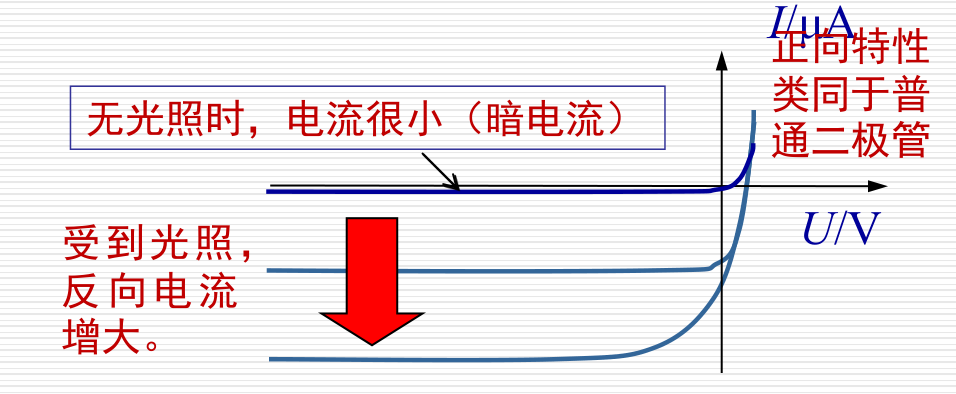 I/μA
正向特性
类同于普
通二极管
无光照时，电流很小（暗电流）
U/V
受到光照，
反向电流
增大。